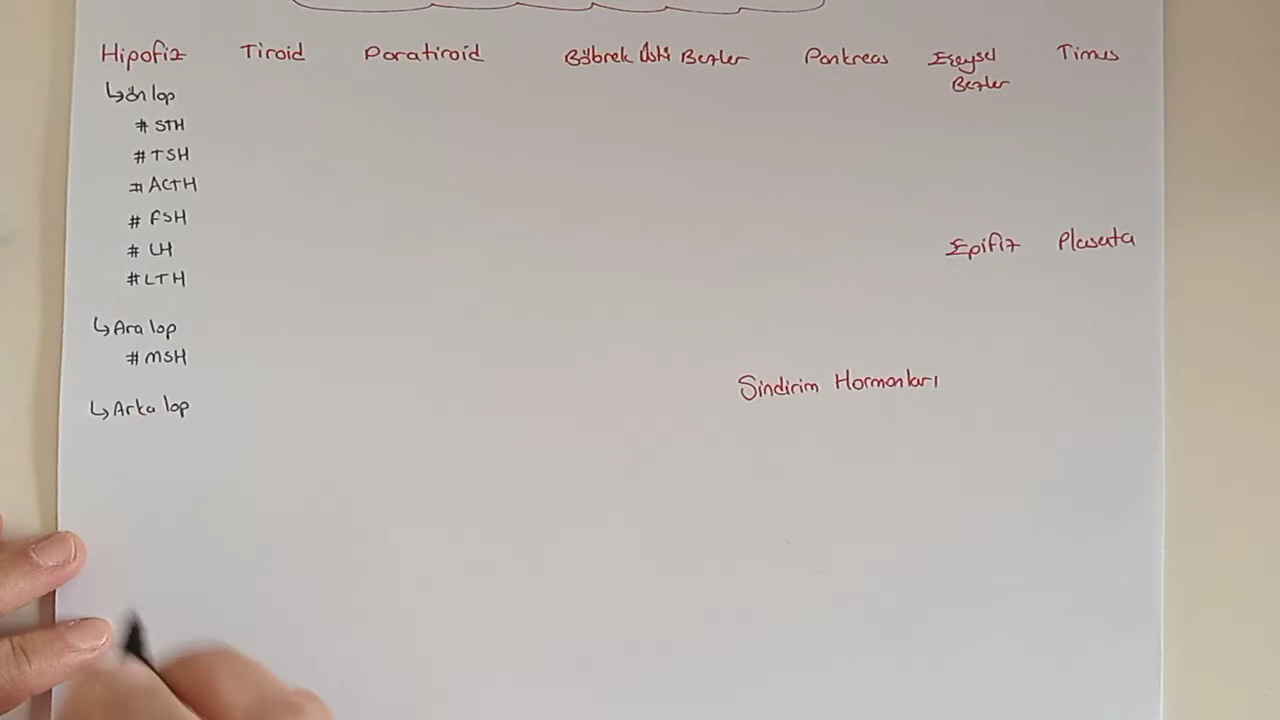 Hipofiz Tiroid Paratiroid Böbrek Üstü Bezler Pankreas Eşeysel Bezler Timus
↳ön lop
# STH
# TSH
# ACTH
# FSH
# LH
# LTH
Epifiz Plasenta
↳Ara lop
# MSH
Sindirim Hormonları
↳Arka lop